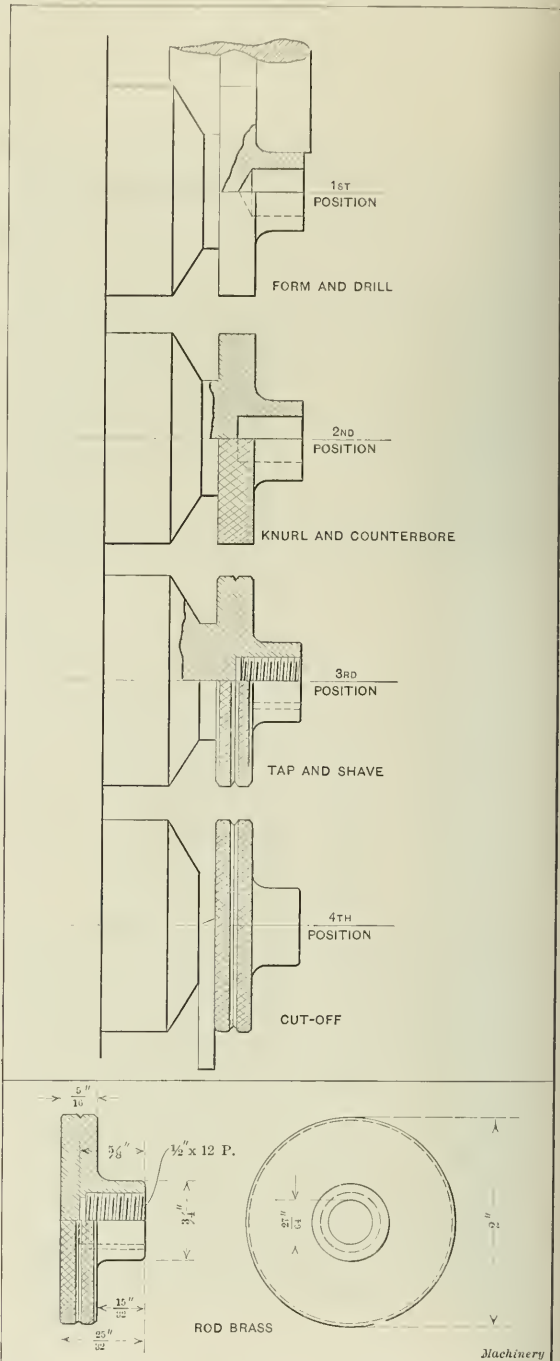 1ST
POSITION
FORM AND DRILL
2ND
POSITION
KNURL AND COUNTERBORE
3RD
POSITION
TAP AND SHAVE
4TH
POSITION
CUT-OFF
5/16"
5/8"
1/2" x 12 P.
3/4"
27/64"
2"
15/32
25/32
ROD BRASS
Machinery